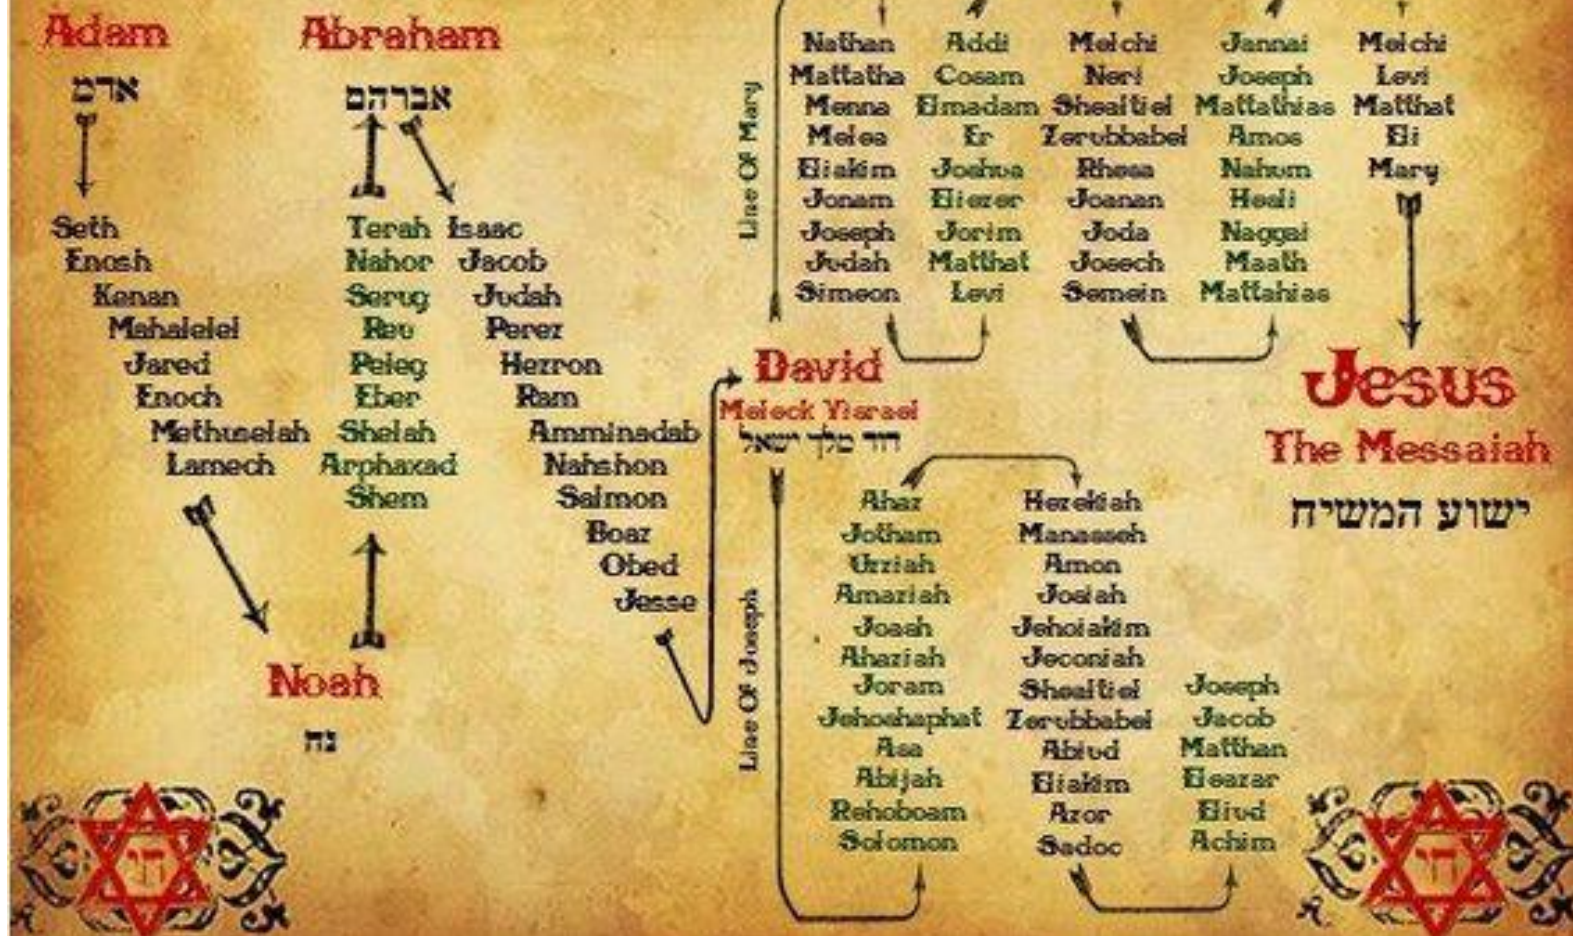 Adam
אדמ
Seth
Enosh
Kenan
Mahalelel
Jared
Enoch
Methuselah
Lamech
Noah
נח
Abraham
אברהם
Terah
Nahor
Serug
Reu
Peleg
Eber
Shelah
Arphaxad
Shem
Isaac
Jacob
Judah
Perez
Hezron
Ram
Amminadab
Nahshon
Salmon
Boaz
Obed
Jesse
David
Meleck Yisrael
דוד מלך ישאל
Line Of Mary
Nathan
Mattatha
Menna
Melea
Eliakim
Jonam
Joseph
Judah
Simeon
Addi
Cosam
Elmadam
Er
Joshua
Eliezer
Jorim
Matthat
Levi
Melchi
Neri
Shealtiel
Zerubbabel
Rhesa
Joanan
Joda
Josech
Semein
Jannai
Joseph
Mattathias
Amos
Nahum
Hesli
Naggai
Maath
Mattahias
Melchi
Levi
Matthat
Eli
Mary
Line Of Joseph
Ahaz
Jotham
Uzziah
Amaziah
Joash
Ahaziah
Joram
Jehoshaphat
Asa
Abijah
Rehoboam
Solomon
Hezekiah
Manasseh
Amon
Josiah
Jehoiakim
Jeconiah
Shealtiel
Zerubbabel
Abiud
Eliakim
Azor
Sadoc
Joseph
Jacob
Matthan
Eleazar
Eliud
Achim
Jesus
The Messaiah
ישוע המשיח
חי
חי